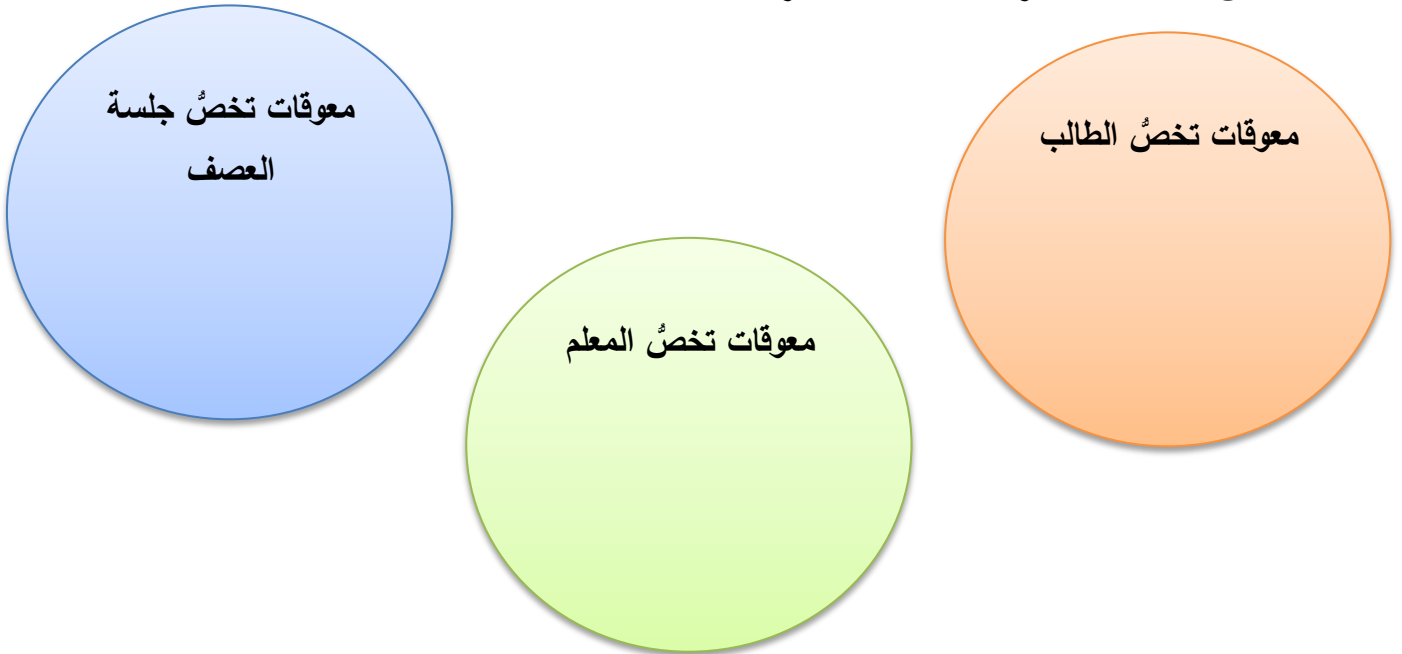 معوقات تخصُّ الطالب
معوقات تخصُّ جلسة
العصف
معوقات تخصُّ المعلم